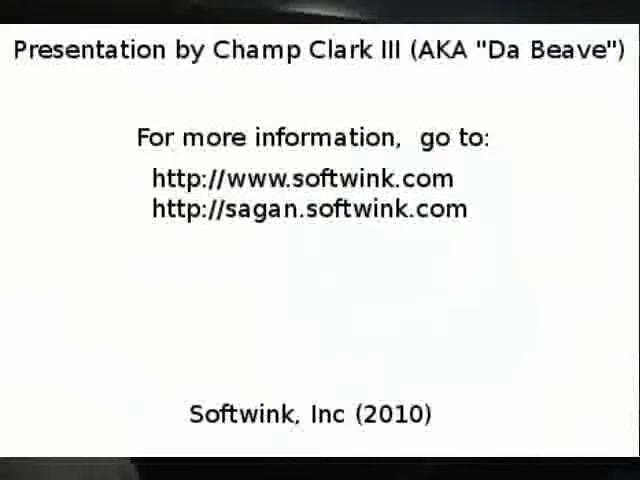 Presentation by Champ Clark III (AKA "Da Beave")
For more information,  go to:
http://www.softwink.com
http://sagan.softwink.com
Softwink, Inc (2010)